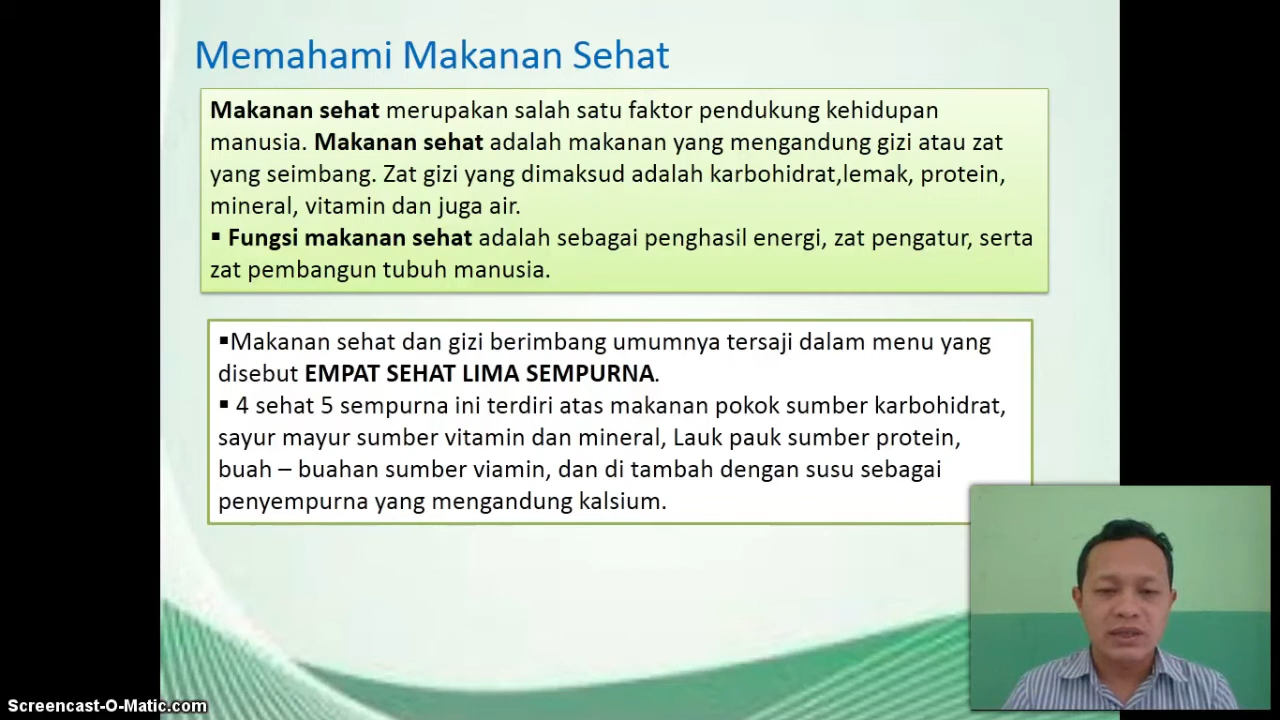 Memahami Makanan Sehat
Makanan sehat merupakan salah satu faktor pendukung kehidupan
manusia. Makanan sehat adalah makanan yang mengandung gizi atau zat
yang seimbang. Zat gizi yang dimaksud adalah karbohidrat,lemak, protein,
mineral, vitamin dan juga air.
▪ Fungsi makanan sehat adalah sebagai penghasil energi, zat pengatur, serta
zat pembangun tubuh manusia.
▪Makanan sehat dan gizi berimbang umumnya tersaji dalam menu yang
disebut EMPAT SEHAT LIMA SEMPURNA.
▪ 4 sehat 5 sempurna ini terdiri atas makanan pokok sumber karbohidrat,
sayur mayur sumber vitamin dan mineral, Lauk pauk sumber protein,
buah – buahan sumber viamin, dan di tambah dengan susu sebagai
penyempurna yang mengandung kalsium.
Screencast-O-Matic.com